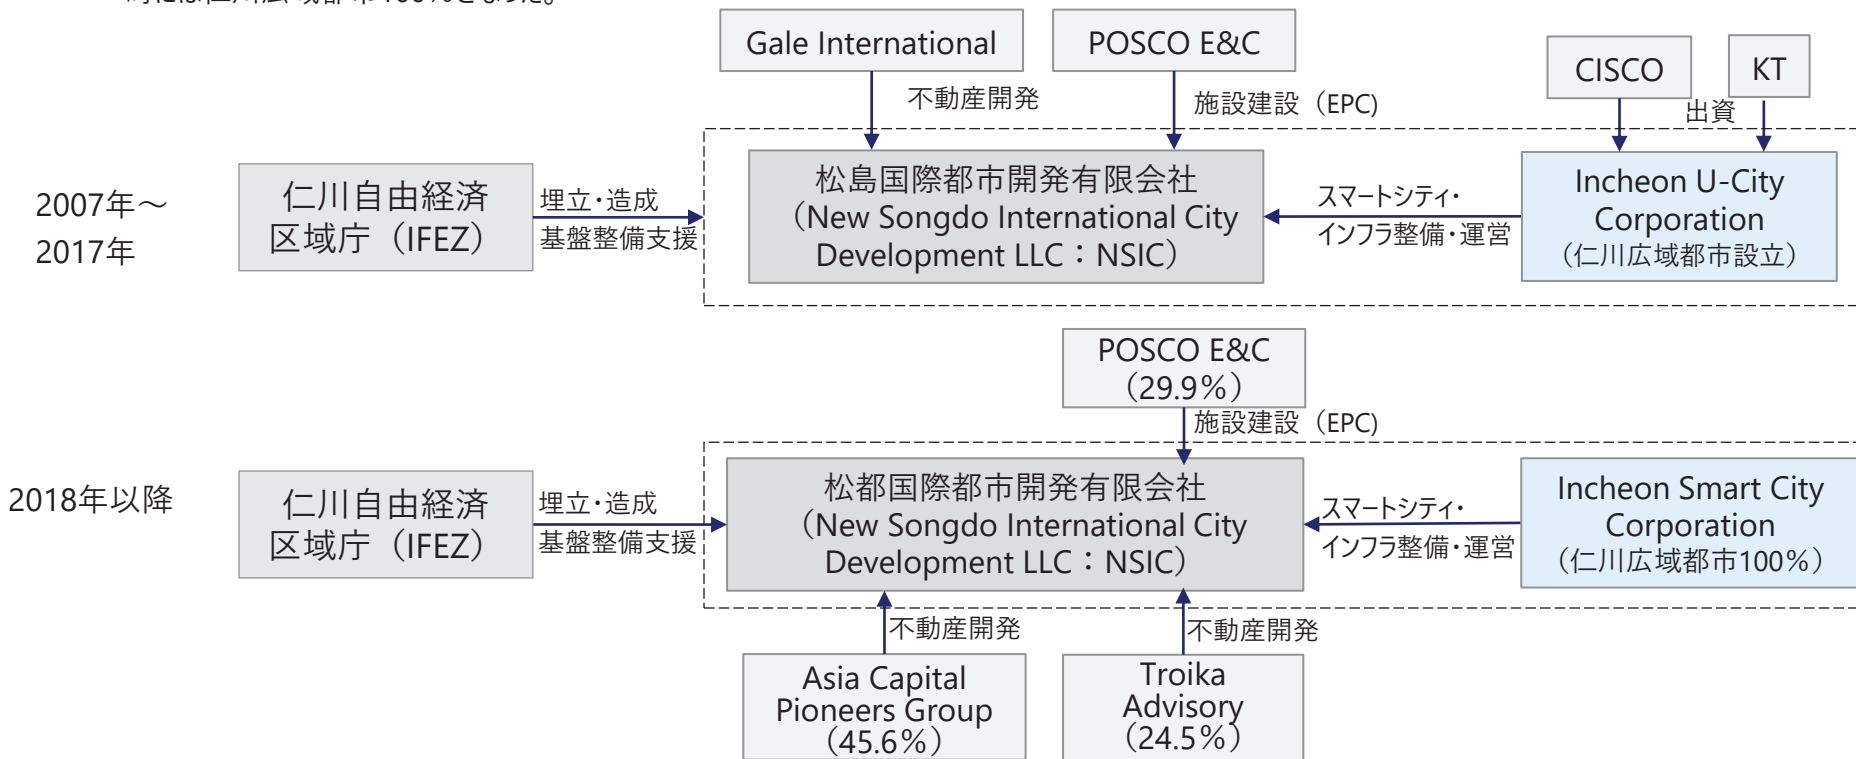 Gale International
POSCO E&C
CISCO
KT
不動産開発
施設建設（EPC)
出資
2007年～
2017年
仁川自由経済
区域庁（IFEZ）
埋立・造成
基盤整備支援
松島国際都市開発有限会社
（New Songdo International City
Development LLC：NSIC）
スマートシティ・
インフラ整備・運営
Incheon U-City
Corporation
（仁川広域都市設立）
POSCO E&C
（29.9％）
施設建設（EPC)
2018年以降
仁川自由経済
区域庁（IFEZ）
埋立・造成
基盤整備支援
松都国際都市開発有限会社
（New Songdo International City
Development LLC：NSIC）
スマートシティ・
インフラ整備・運営
Incheon Smart City
Corporation
（仁川広域都市100％）
不動産開発
不動産開発
Asia Capital
Pioneers Group
（45.6％）
Troika
Advisory
（24.5％）